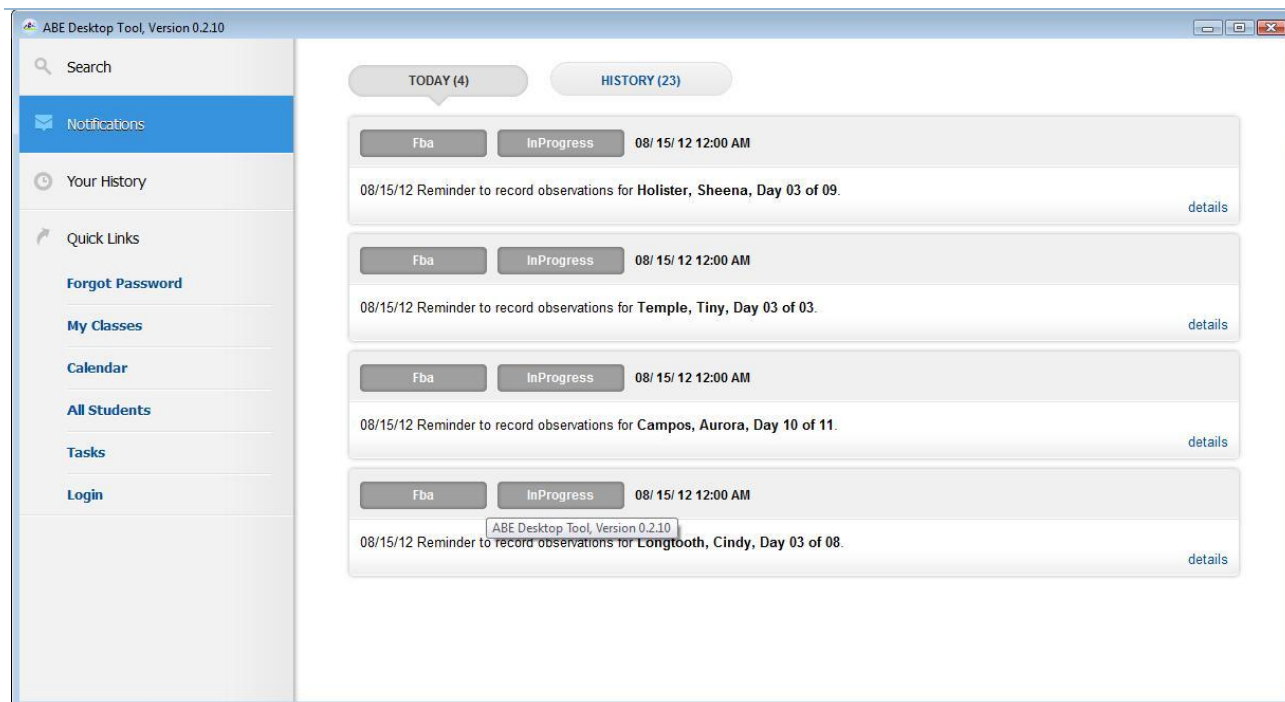 ABE Desktop Tool, Version 0.2.10
Search
Notifications
Your History
Quick Links
Forgot Password
My Classes
Calendar
All Students
Tasks
Login
TODAY (4) HISTORY (23)
Fba InProgress 08/ 15/ 12 12:00 AM
08/15/12 Reminder to record observations for Holister, Sheena, Day 03 of 09.
details
Fba InProgress 08/ 15/ 12 12:00 AM
08/15/12 Reminder to record observations for Temple, Tiny, Day 03 of 03.
details
Fba InProgress 08/ 15/ 12 12:00 AM
08/15/12 Reminder to record observations for Campos, Aurora, Day 10 of 11.
details
Fba InProgress 08/ 15/ 12 12:00 AM
ABE Desktop Tool, Version 0.2.10
08/15/12 Reminder to record observations for Longtooth, Cindy, Day 03 of 08.
details